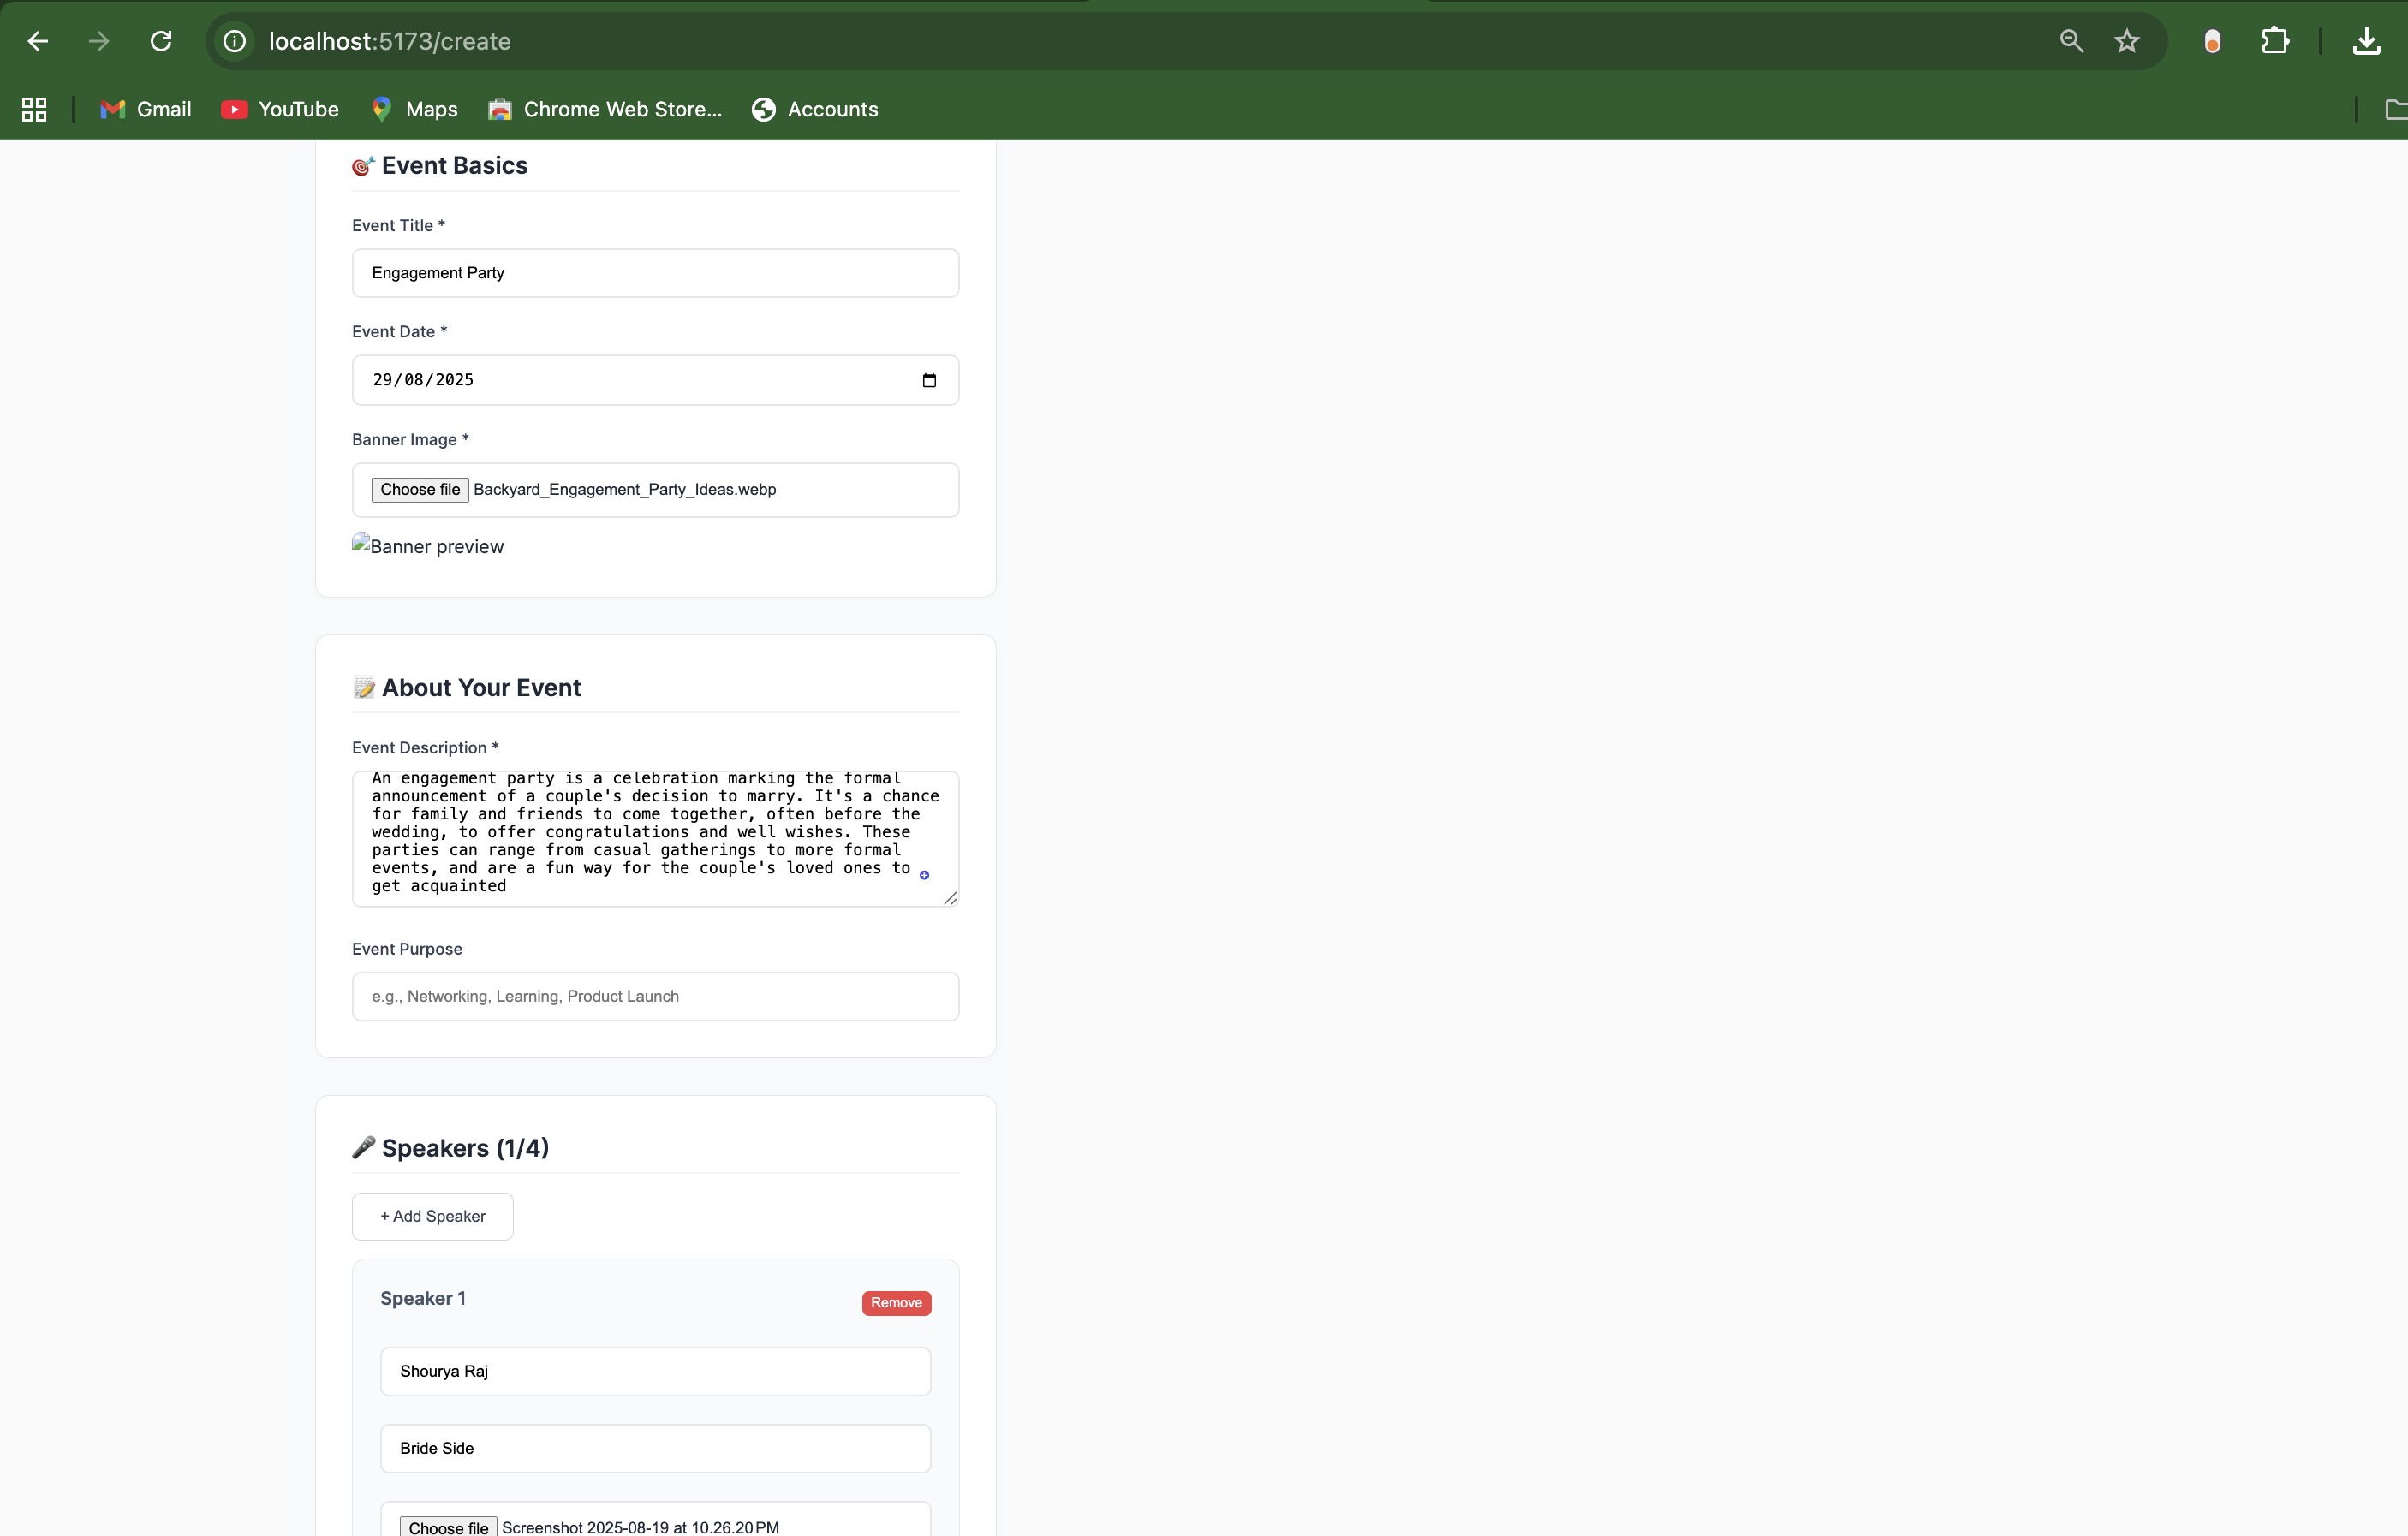 localhost:5173/create
Gmail YouTube Maps Chrome Web Store... Accounts
🎯 Event Basics
Event Title *
Engagement Party
Event Date *
29/08/2025
Banner Image *
Choose file Backyard_Engagement_Party_Ideas.webp
Banner preview
📝 About Your Event
Event Description *
An engagement party is a celebration marking the formal
announcement of a couple's decision to marry. It's a chance
for family and friends to come together, often before the
wedding, to offer congratulations and well wishes. These
parties can range from casual gatherings to more formal
events, and are a fun way for the couple's loved ones to
get acquainted
Event Purpose
e.g., Networking, Learning, Product Launch
🎤 Speakers (1/4)
+ Add Speaker
Speaker 1
Remove
Shourya Raj
Bride Side
Choose file Screenshot 2025-08-19 at 10.26.20 PM